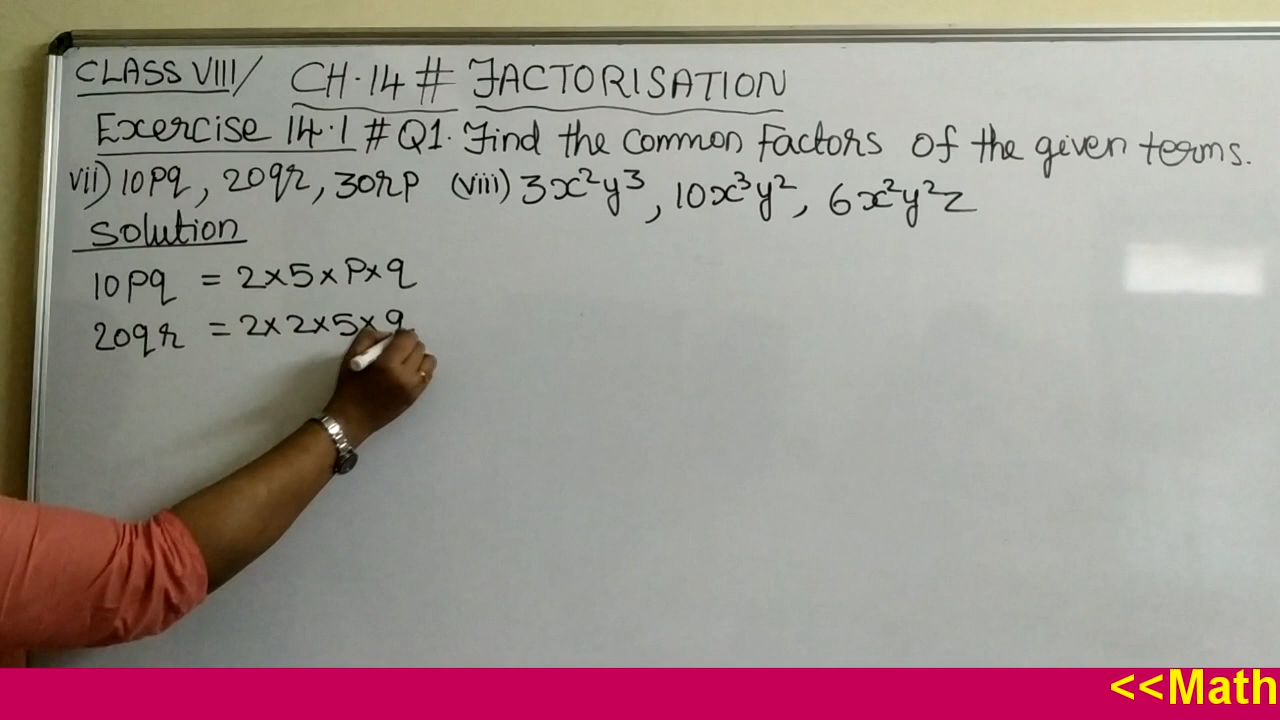 CLASS VIII/ CH.14 # FACTORISATION
Exercise 14.1 # Q1. Find the common Factors of the given terms.
vii) 10pq, 20qr, 30rp (viii) 3x²y³, 10x³y², 6x²y²z
Solution
10pq = 2×5×p×q
20qr = 2×2×5×q
<<Math